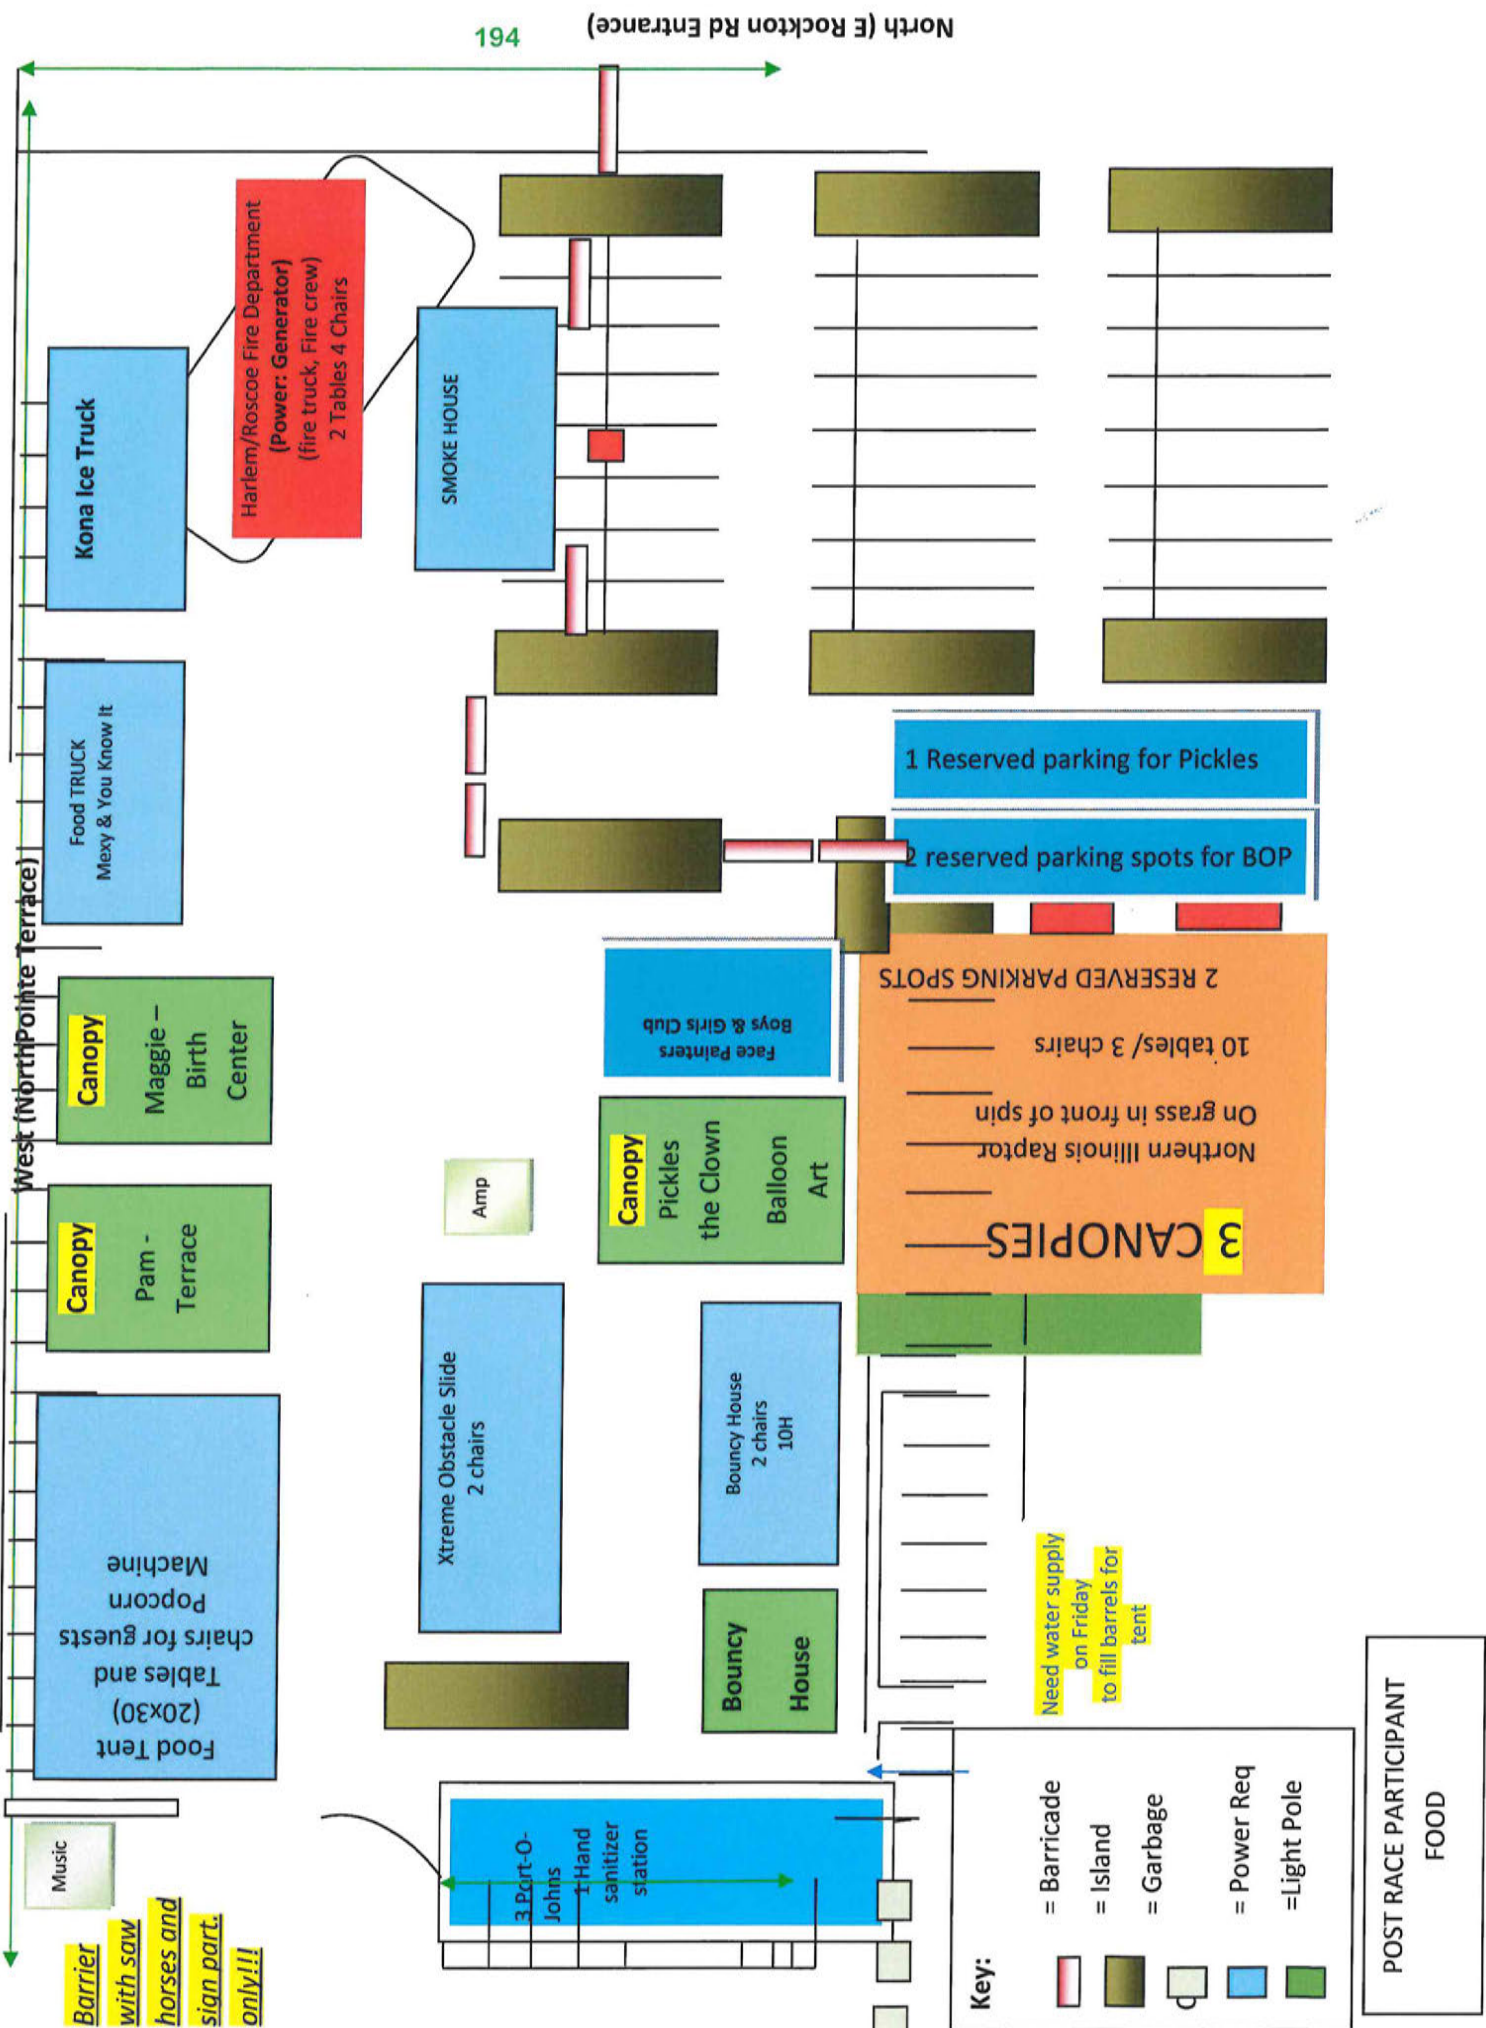 North (E Rockton Rd Entrance)
194
West (NorthPointe Terrace)
Kona Ice Truck
Harlem/Roscoe Fire Department
(Power: Generator)
(fire truck, Fire crew)
2 Tables 4 Chairs
SMOKE HOUSE
Food TRUCK
Mexy & You Know It
1 Reserved parking for Pickles
2 reserved parking spots for BOP
Canopy
Maggie –
Birth
Center
Face Painters
Boys & Girls Club
2 RESERVED PARKING SPOTS
10 tables/ 3 chairs
On grass in front of spin
Northern Illinois Raptor
3 CANOPIES
Canopy
Pam -
Terrace
Amp
Canopy
Pickles
the Clown
Balloon
Art
Xtreme Obstacle Slide
2 chairs
Bouncy House
2 chairs
10H
Food Tent
(20x30)
Tables and
chairs for guests
Popcorn
Machine
Bouncy
House
Need water supply
on Friday
to fill barrels for
tent
Music
Barrier
with saw
horses and
sign part.
only!!!
3 Port-O-
Johns
1 Hand
sanitizer
station
Key:
= Barricade
= Island
= Garbage
= Power Req
=Light Pole
POST RACE PARTICIPANT
FOOD